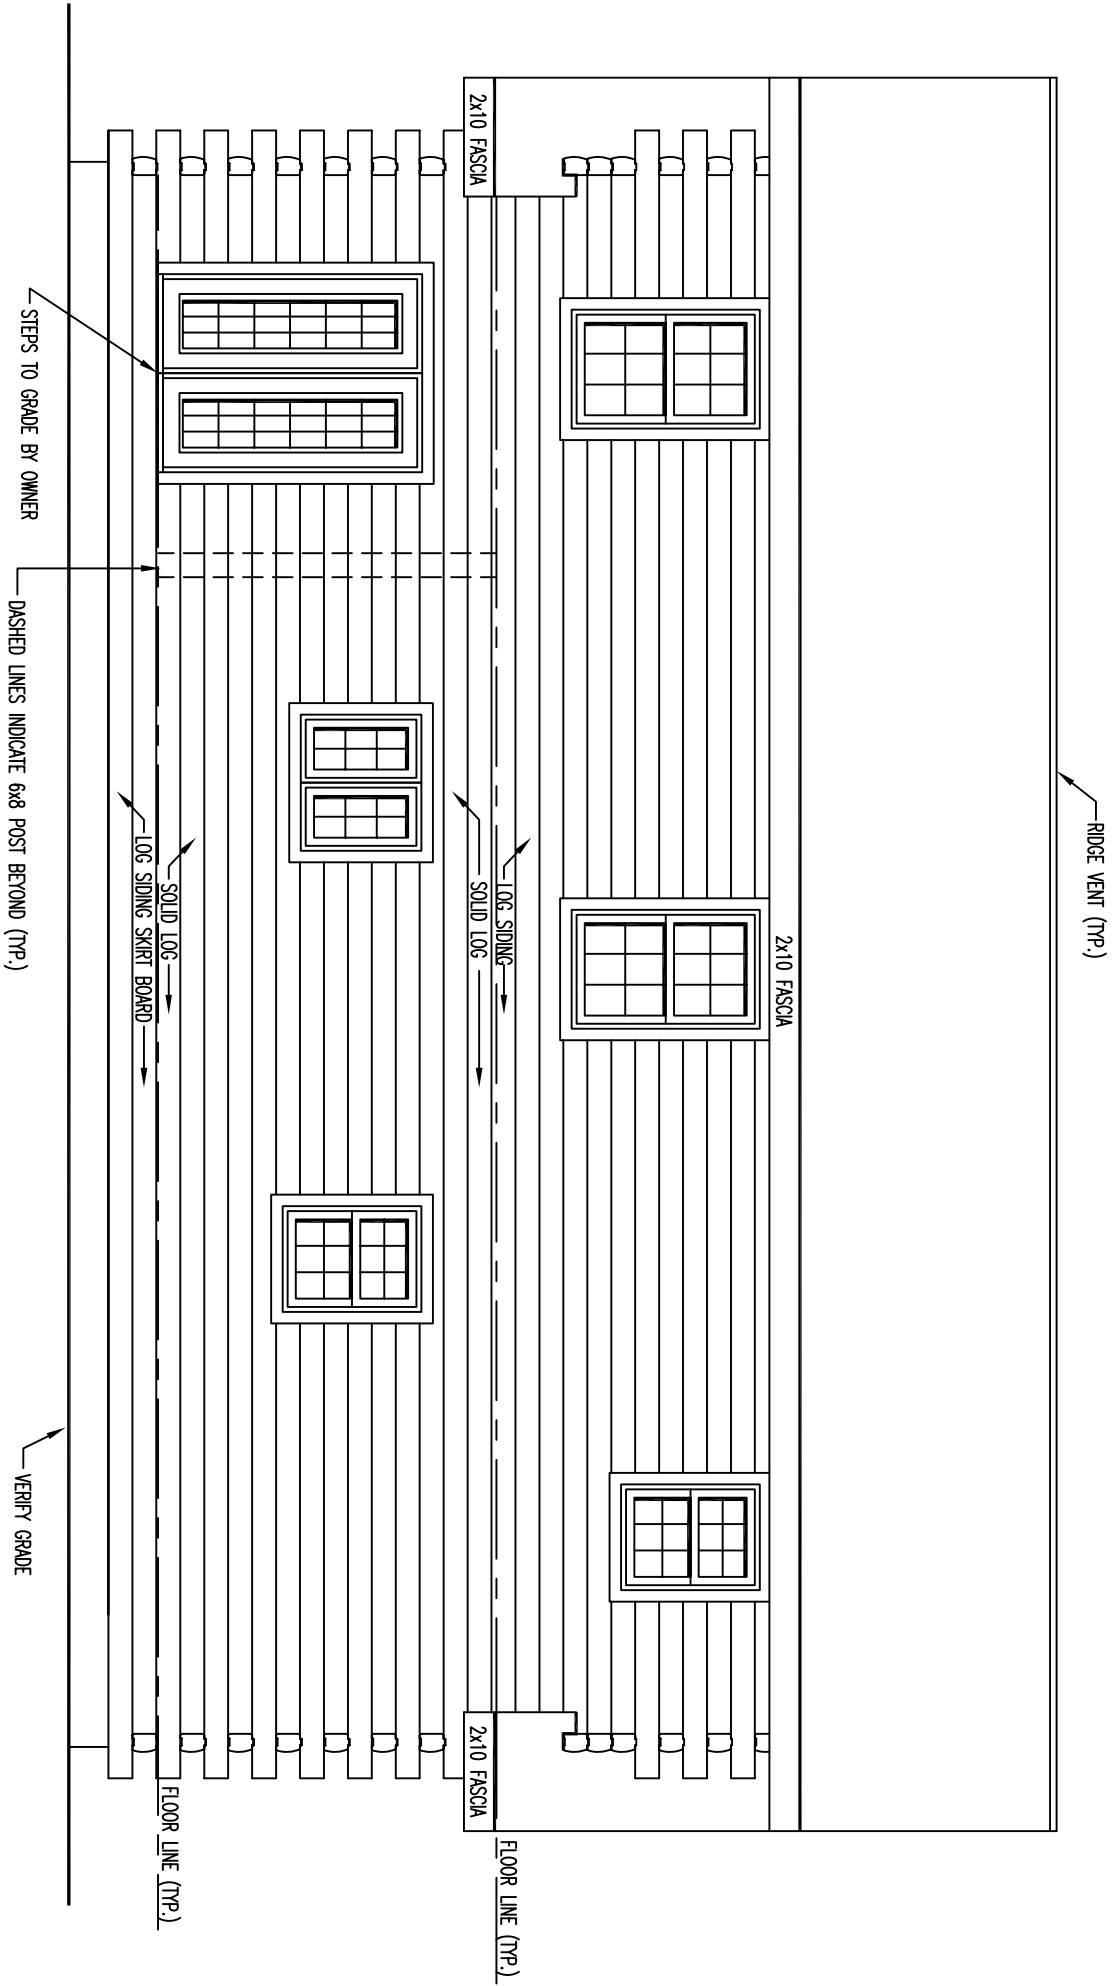 RIDGE VENT (TYP.)
2x10 FASCIA
2x10 FASCIA
2x10 FASCIA
LOG SIDING
FLOOR LINE (TYP.)
SOLID LOG
SOLID LOG
FLOOR LINE (TYP.)
LOG SIDING SKIRT BOARD
STEPS TO GRADE BY OWNER
DASHED LINES INDICATE 6x8 POST BEYOND (TYP.)
VERIFY GRADE